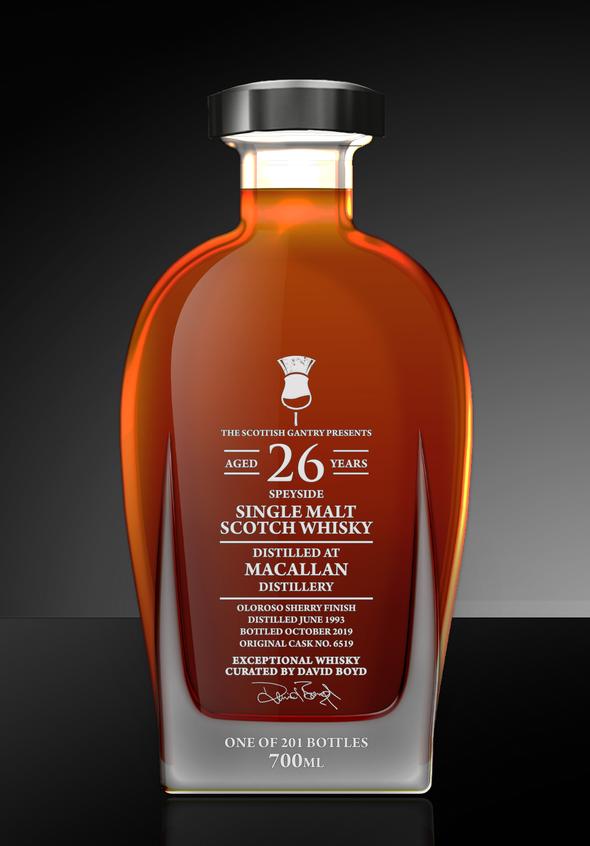 THE SCOTTISH GANTRY PRESENTS
AGED 26 YEARS
SPEYSIDE
SINGLE MALT
SCOTCH WHISKY
DISTILLED AT
MACALLAN
DISTILLERY
OLOROSO SHERRY FINISH
DISTILLED JUNE 1993
BOTTLED OCTOBER 2019
ORIGINAL CASK NO. 6519
EXCEPTIONAL WHISKY
CURATED BY DAVID BOYD
David Boyd
ONE OF 201 BOTTLES
700ML